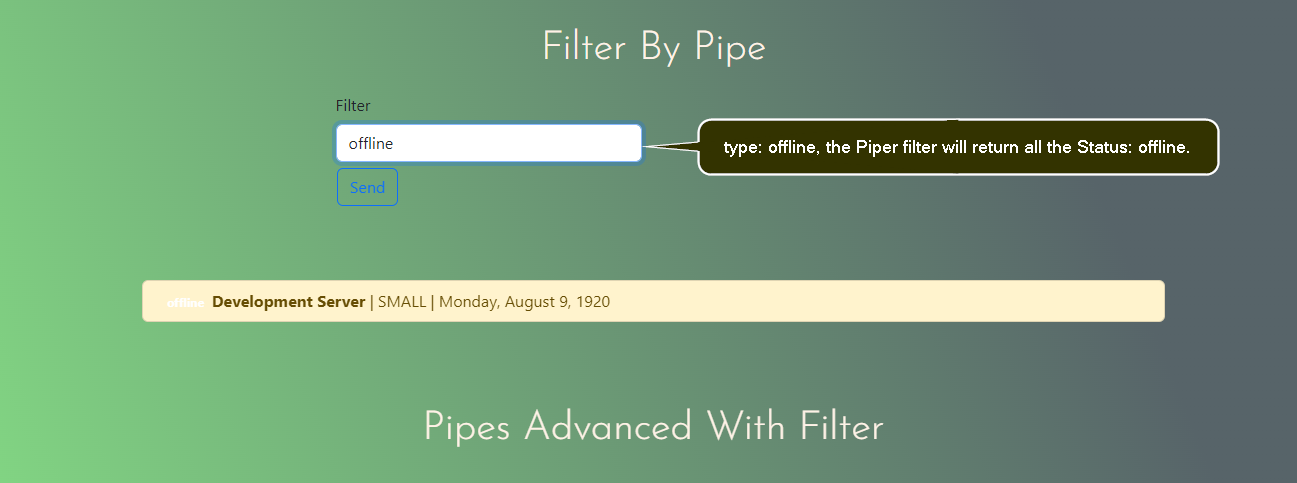 Filter By Pipe
Filter
offline
type: offline, the Piper filter will return all the Status: offline.
Send
offline Development Server | SMALL | Monday, August 9, 1920
Pipes Advanced With Filter